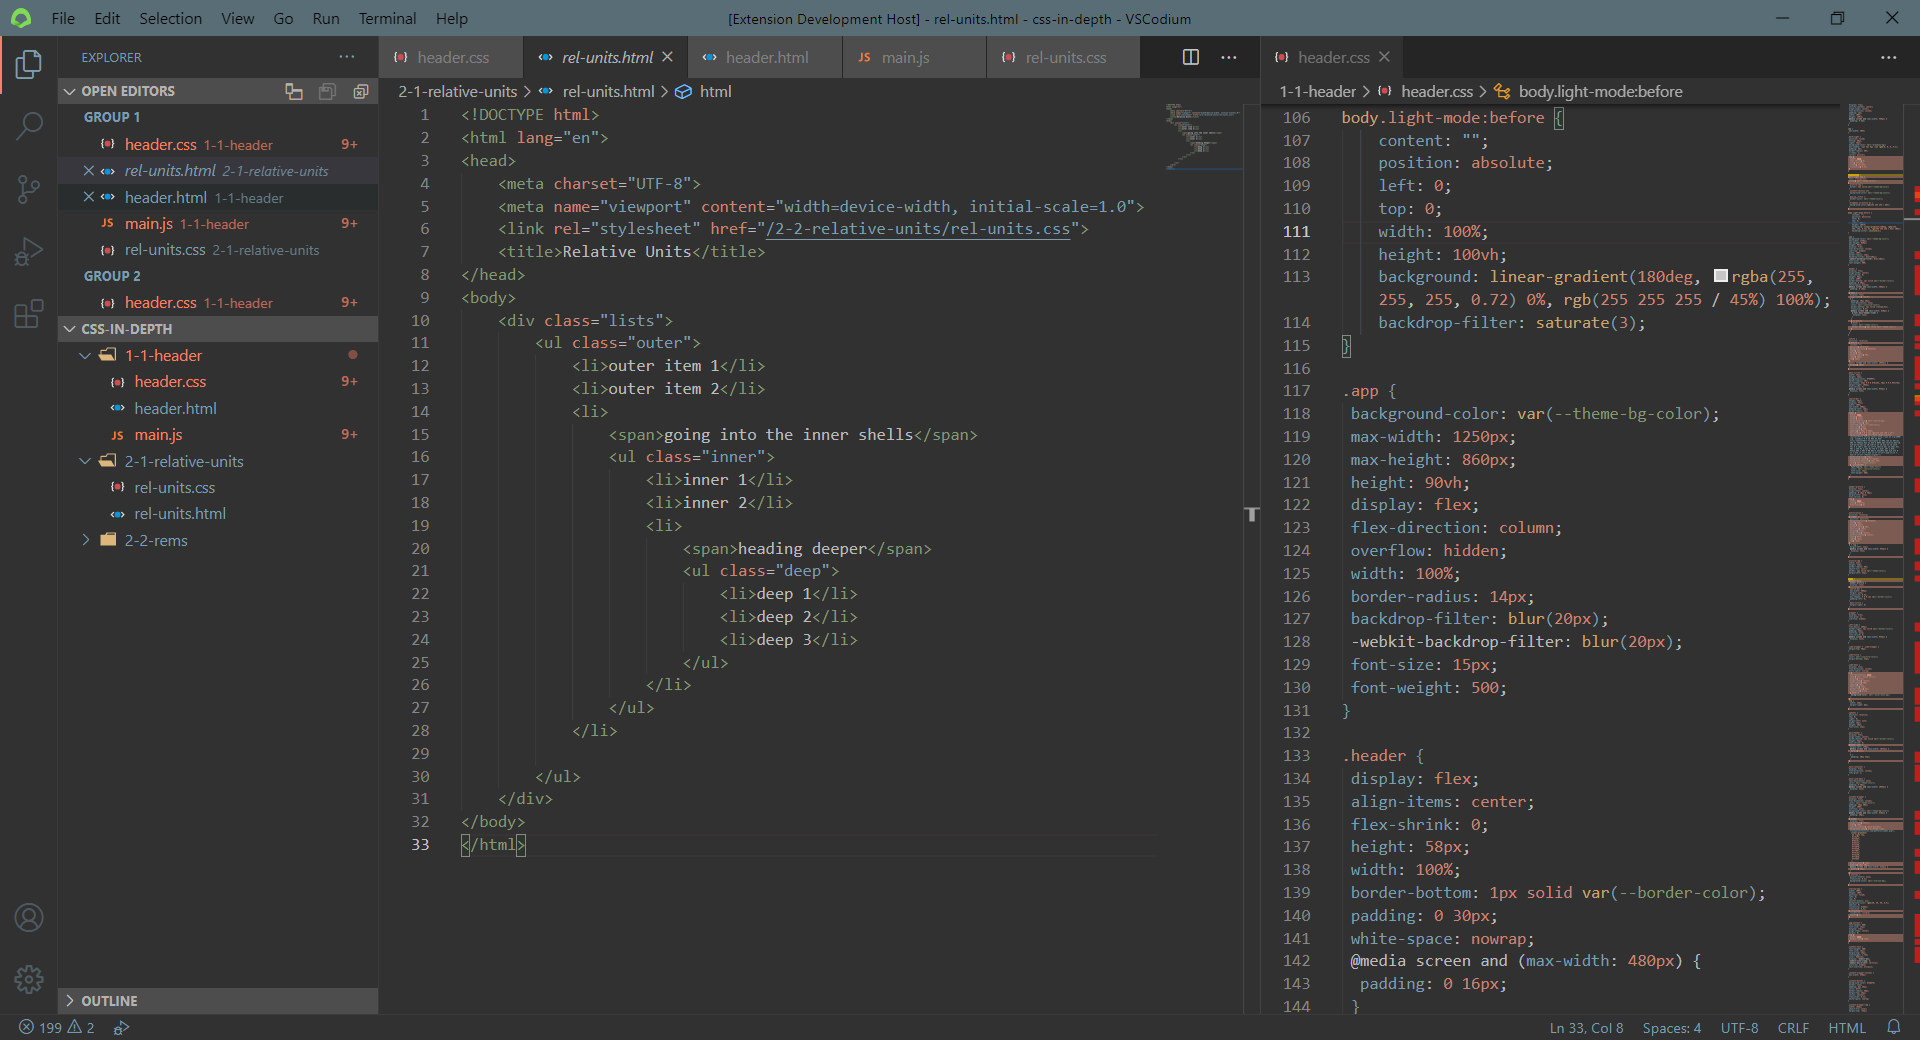 File Edit Selection View Go Run Terminal Help
[Extension Development Host] - rel-units.html - css-in-depth - VSCodium
EXPLORER
OPEN EDITORS
GROUP 1
header.css 1-1-header 9+
rel-units.html 2-1-relative-units
header.html 1-1-header
JS main.js 1-1-header 9+
rel-units.css 2-1-relative-units
GROUP 2
header.css 1-1-header 9+
CSS-IN-DEPTH
1-1-header
header.css 9+
header.html
JS main.js 9+
2-1-relative-units
rel-units.css
rel-units.html
2-2-rems
OUTLINE
header.css
rel-units.html
header.html
JS main.js
rel-units.css
2-1-relative-units > rel-units.html > html
1 <!DOCTYPE html>
2 <html lang="en">
3 <head>
4 <meta charset="UTF-8">
5 <meta name="viewport" content="width=device-width, initial-scale=1.0">
6 <link rel="stylesheet" href="/2-2-relative-units/rel-units.css">
7 <title>Relative Units</title>
8 </head>
9 <body>
10 <div class="lists">
11 <ul class="outer">
12 <li>outer item 1</li>
13 <li>outer item 2</li>
14 <li>
15 <span>going into the inner shells</span>
16 <ul class="inner">
17 <li>inner 1</li>
18 <li>inner 2</li>
19 <li>
20 <span>heading deeper</span>
21 <ul class="deep">
22 <li>deep 1</li>
23 <li>deep 2</li>
24 <li>deep 3</li>
25 </ul>
26 </li>
27 </ul>
28 </li>
29
30 </ul>
31 </div>
32 </body>
33 </html>
header.css
1-1-header > header.css > body.light-mode:before
106 body.light-mode:before {
107 content: "";
108 position: absolute;
109 left: 0;
110 top: 0;
111 width: 100%;
112 height: 100vh;
113 background: linear-gradient(180deg, rgba(255,
255, 255, 0.72) 0%, rgb(255 255 255 / 45%) 100%);
114 backdrop-filter: saturate(3);
115 }
116
117 .app {
118 background-color: var(--theme-bg-color);
119 max-width: 1250px;
120 max-height: 860px;
121 height: 90vh;
122 display: flex;
123 flex-direction: column;
124 overflow: hidden;
125 width: 100%;
126 border-radius: 14px;
127 backdrop-filter: blur(20px);
128 -webkit-backdrop-filter: blur(20px);
129 font-size: 15px;
130 font-weight: 500;
131 }
132
133 .header {
134 display: flex;
135 align-items: center;
136 flex-shrink: 0;
137 height: 58px;
138 width: 100%;
139 border-bottom: 1px solid var(--border-color);
140 padding: 0 30px;
141 white-space: nowrap;
142 @media screen and (max-width: 480px) {
143 padding: 0 16px;
144 }
199 2
Ln 33, Col 8 Spaces: 4 UTF-8 CRLF HTML